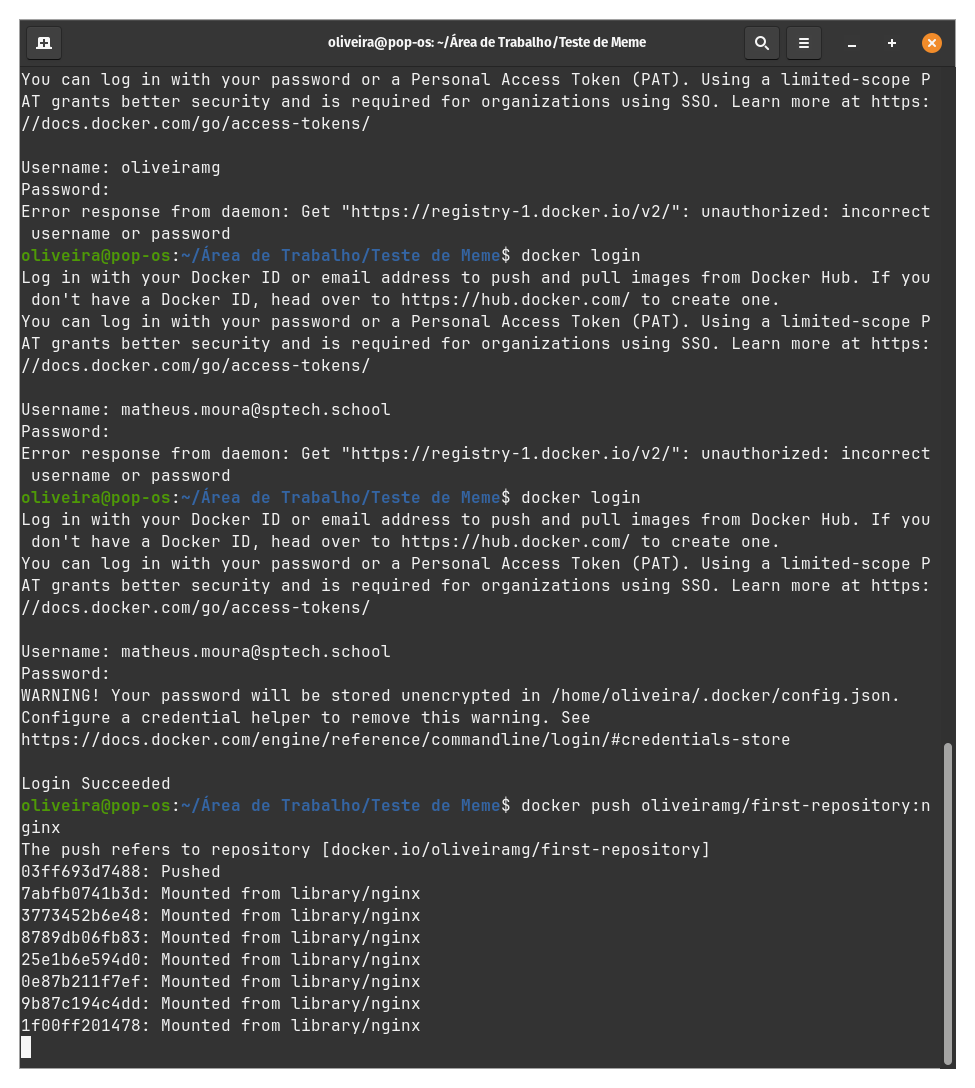 oliveira@pop-os: ~/Área de Trabalho/Teste de Meme
You can log in with your password or a Personal Access Token (PAT). Using a limited-scope P
AT grants better security and is required for organizations using SSO. Learn more at https:
//docs.docker.com/go/access-tokens/
Username: oliveiramg
Password:
Error response from daemon: Get "https://registry-1.docker.io/v2/": unauthorized: incorrect
username or password
oliveira@pop-os:~/Área de Trabalho/Teste de Meme$ docker login
Log in with your Docker ID or email address to push and pull images from Docker Hub. If you
don't have a Docker ID, head over to https://hub.docker.com/ to create one.
You can log in with your password or a Personal Access Token (PAT). Using a limited-scope P
AT grants better security and is required for organizations using SSO. Learn more at https:
//docs.docker.com/go/access-tokens/
Username: matheus.moura@sptech.school
Password:
Error response from daemon: Get "https://registry-1.docker.io/v2/": unauthorized: incorrect
username or password
oliveira@pop-os:~/Área de Trabalho/Teste de Meme$ docker login
Log in with your Docker ID or email address to push and pull images from Docker Hub. If you
don't have a Docker ID, head over to https://hub.docker.com/ to create one.
You can log in with your password or a Personal Access Token (PAT). Using a limited-scope P
AT grants better security and is required for organizations using SSO. Learn more at https:
//docs.docker.com/go/access-tokens/
Username: matheus.moura@sptech.school
Password:
WARNING! Your password will be stored unencrypted in /home/oliveira/.docker/config.json.
Configure a credential helper to remove this warning. See
https://docs.docker.com/engine/reference/commandline/login/#credentials-store
Login Succeeded
oliveira@pop-os:~/Área de Trabalho/Teste de Meme$ docker push oliveiramg/first-repository:n
ginx
The push refers to repository [docker.io/oliveiramg/first-repository]
03ff693d7488: Pushed
7abfb0741b3d: Mounted from library/nginx
3773452b6e48: Mounted from library/nginx
8789db06fb83: Mounted from library/nginx
25e1b6e594d0: Mounted from library/nginx
0e87b211f7ef: Mounted from library/nginx
9b87c194c4dd: Mounted from library/nginx
1f00ff201478: Mounted from library/nginx